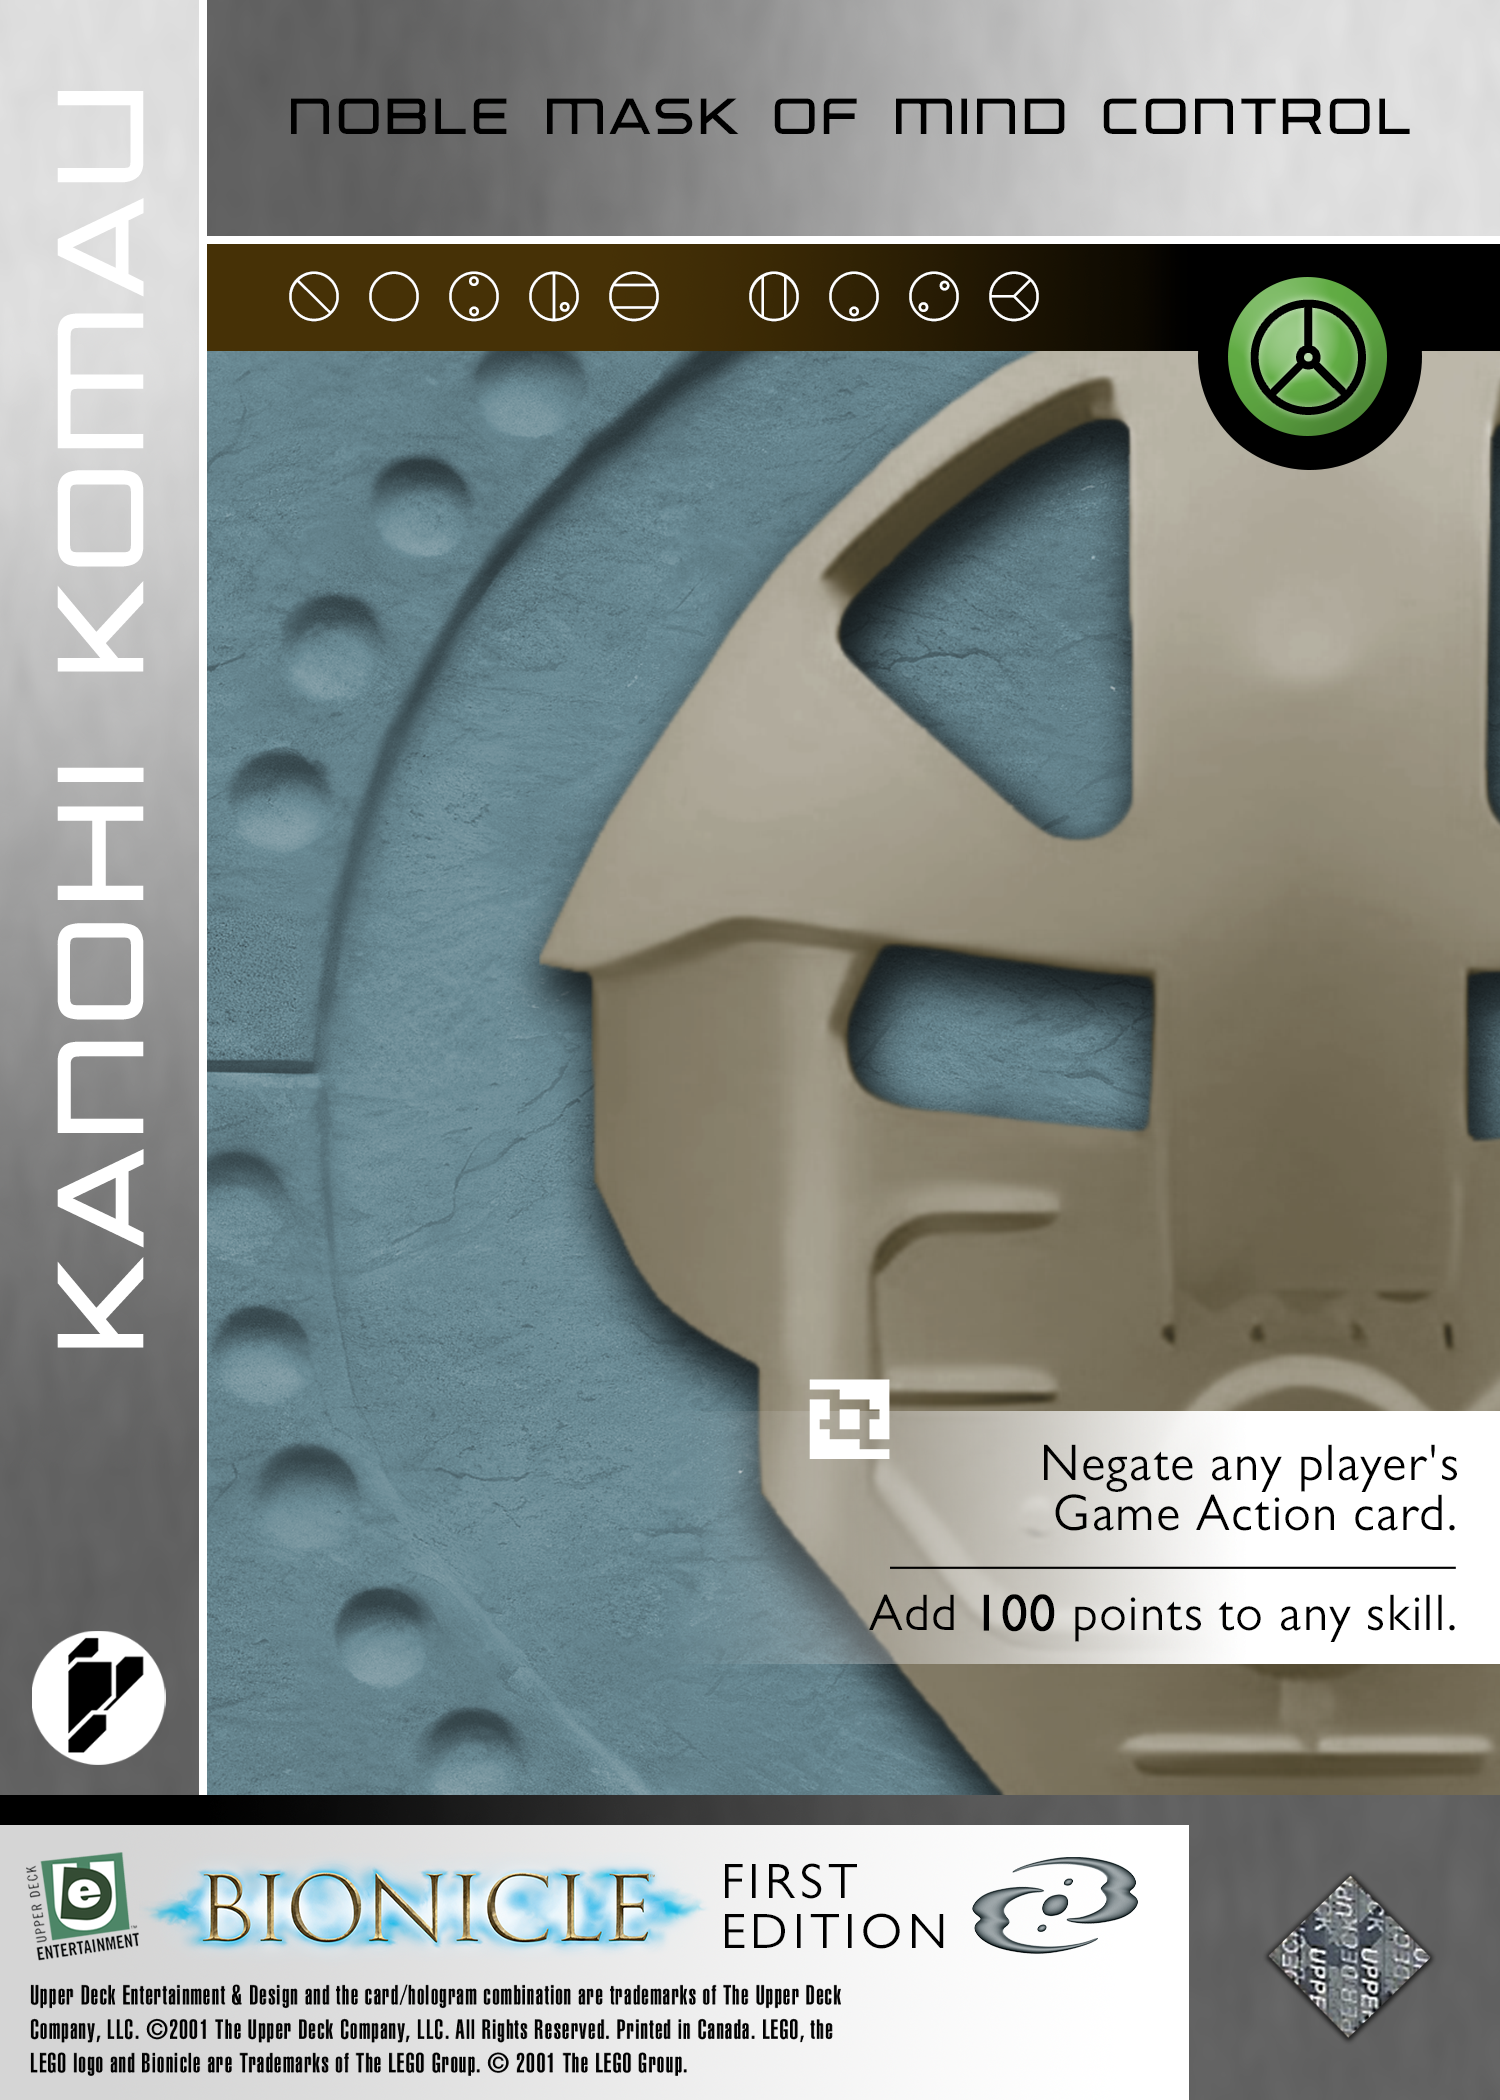 NOBLE MASK OF MIND CONTROL
KANOHI KOMAU
Negate any player's
Game Action card.
Add 100 points to any skill.
UPPER DECK
e
ENTERTAINMENT
BIONICLE
FIRST
EDITION
Upper Deck Entertainment & Design and the card/hologram combination are trademarks of The Upper Deck
Company, LLC. ©2001 The Upper Deck Company, LLC. All Rights Reserved. Printed in Canada. LEGO, the
LEGO logo and Bionicle are Trademarks of The LEGO Group. © 2001 The LEGO Group.